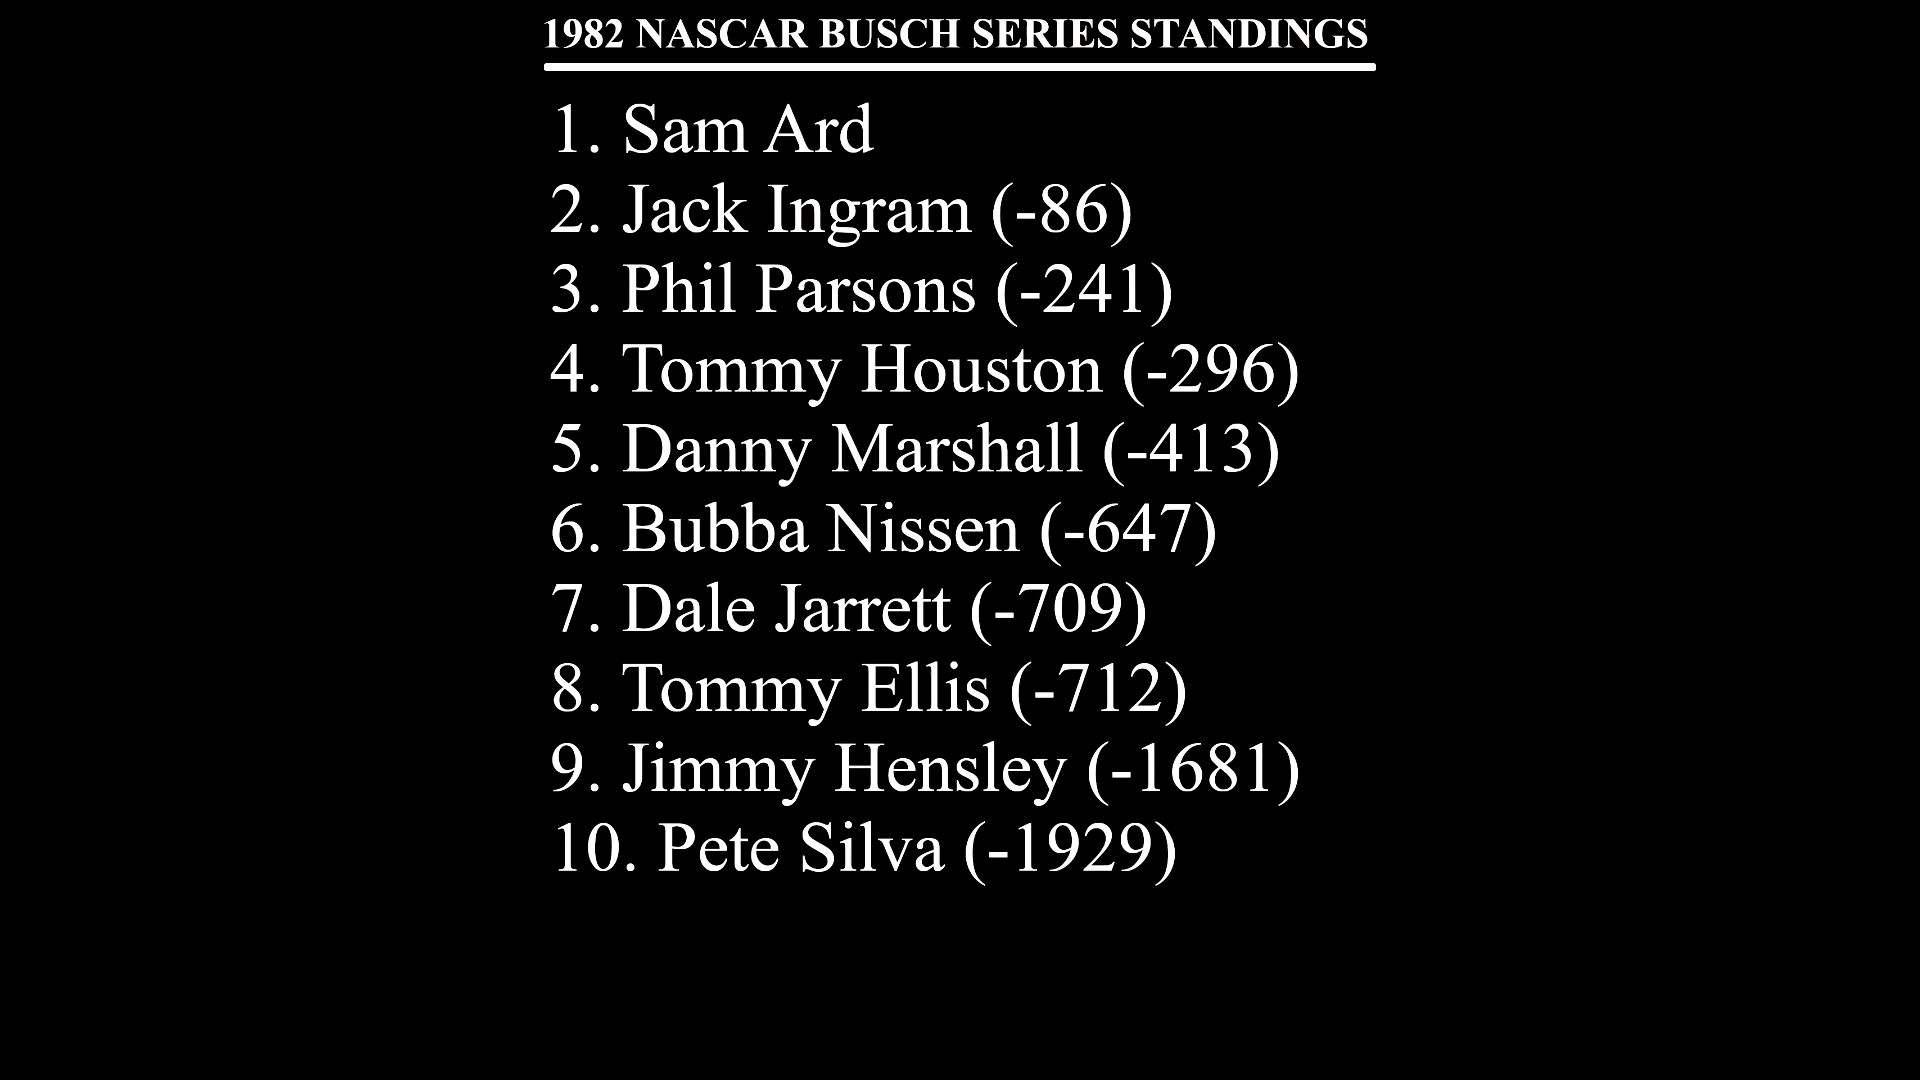 1982 NASCAR BUSCH SERIES STANDINGS
1. Sam Ard
2. Jack Ingram (-86)
3. Phil Parsons (-241)
4. Tommy Houston (-296)
5. Danny Marshall (-413)
6. Bubba Nissen (-647)
7. Dale Jarrett (-709)
8. Tommy Ellis (-712)
9. Jimmy Hensley (-1681)
10. Pete Silva (-1929)